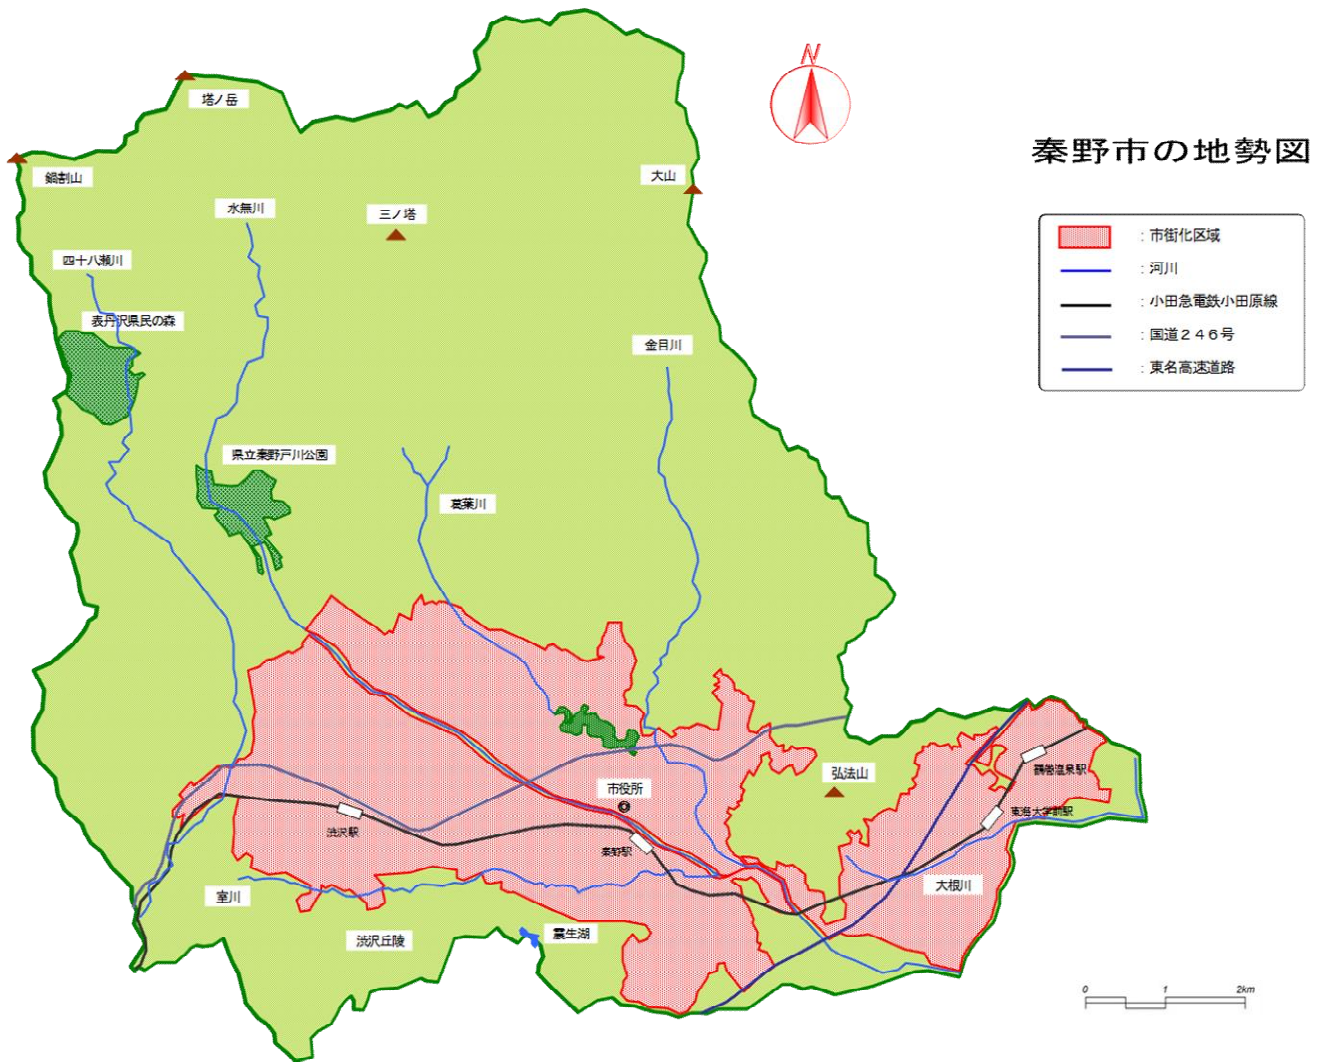 N
秦野市の地勢図
：市街化区域
：河川
：小田急電鉄小田原線
：国道２４６号
：東名高速道路
塔ノ岳
鍋割山
大山
水無川
三ノ塔
四十八瀬川
表丹沢県民の森
金目川
県立秦野戸川公園
葛葉川
弘法山
鶴巻温泉駅
市役所
東海大学前駅
渋沢駅
秦野駅
大根川
室川
渋沢丘陵
震生湖
0 1 2km